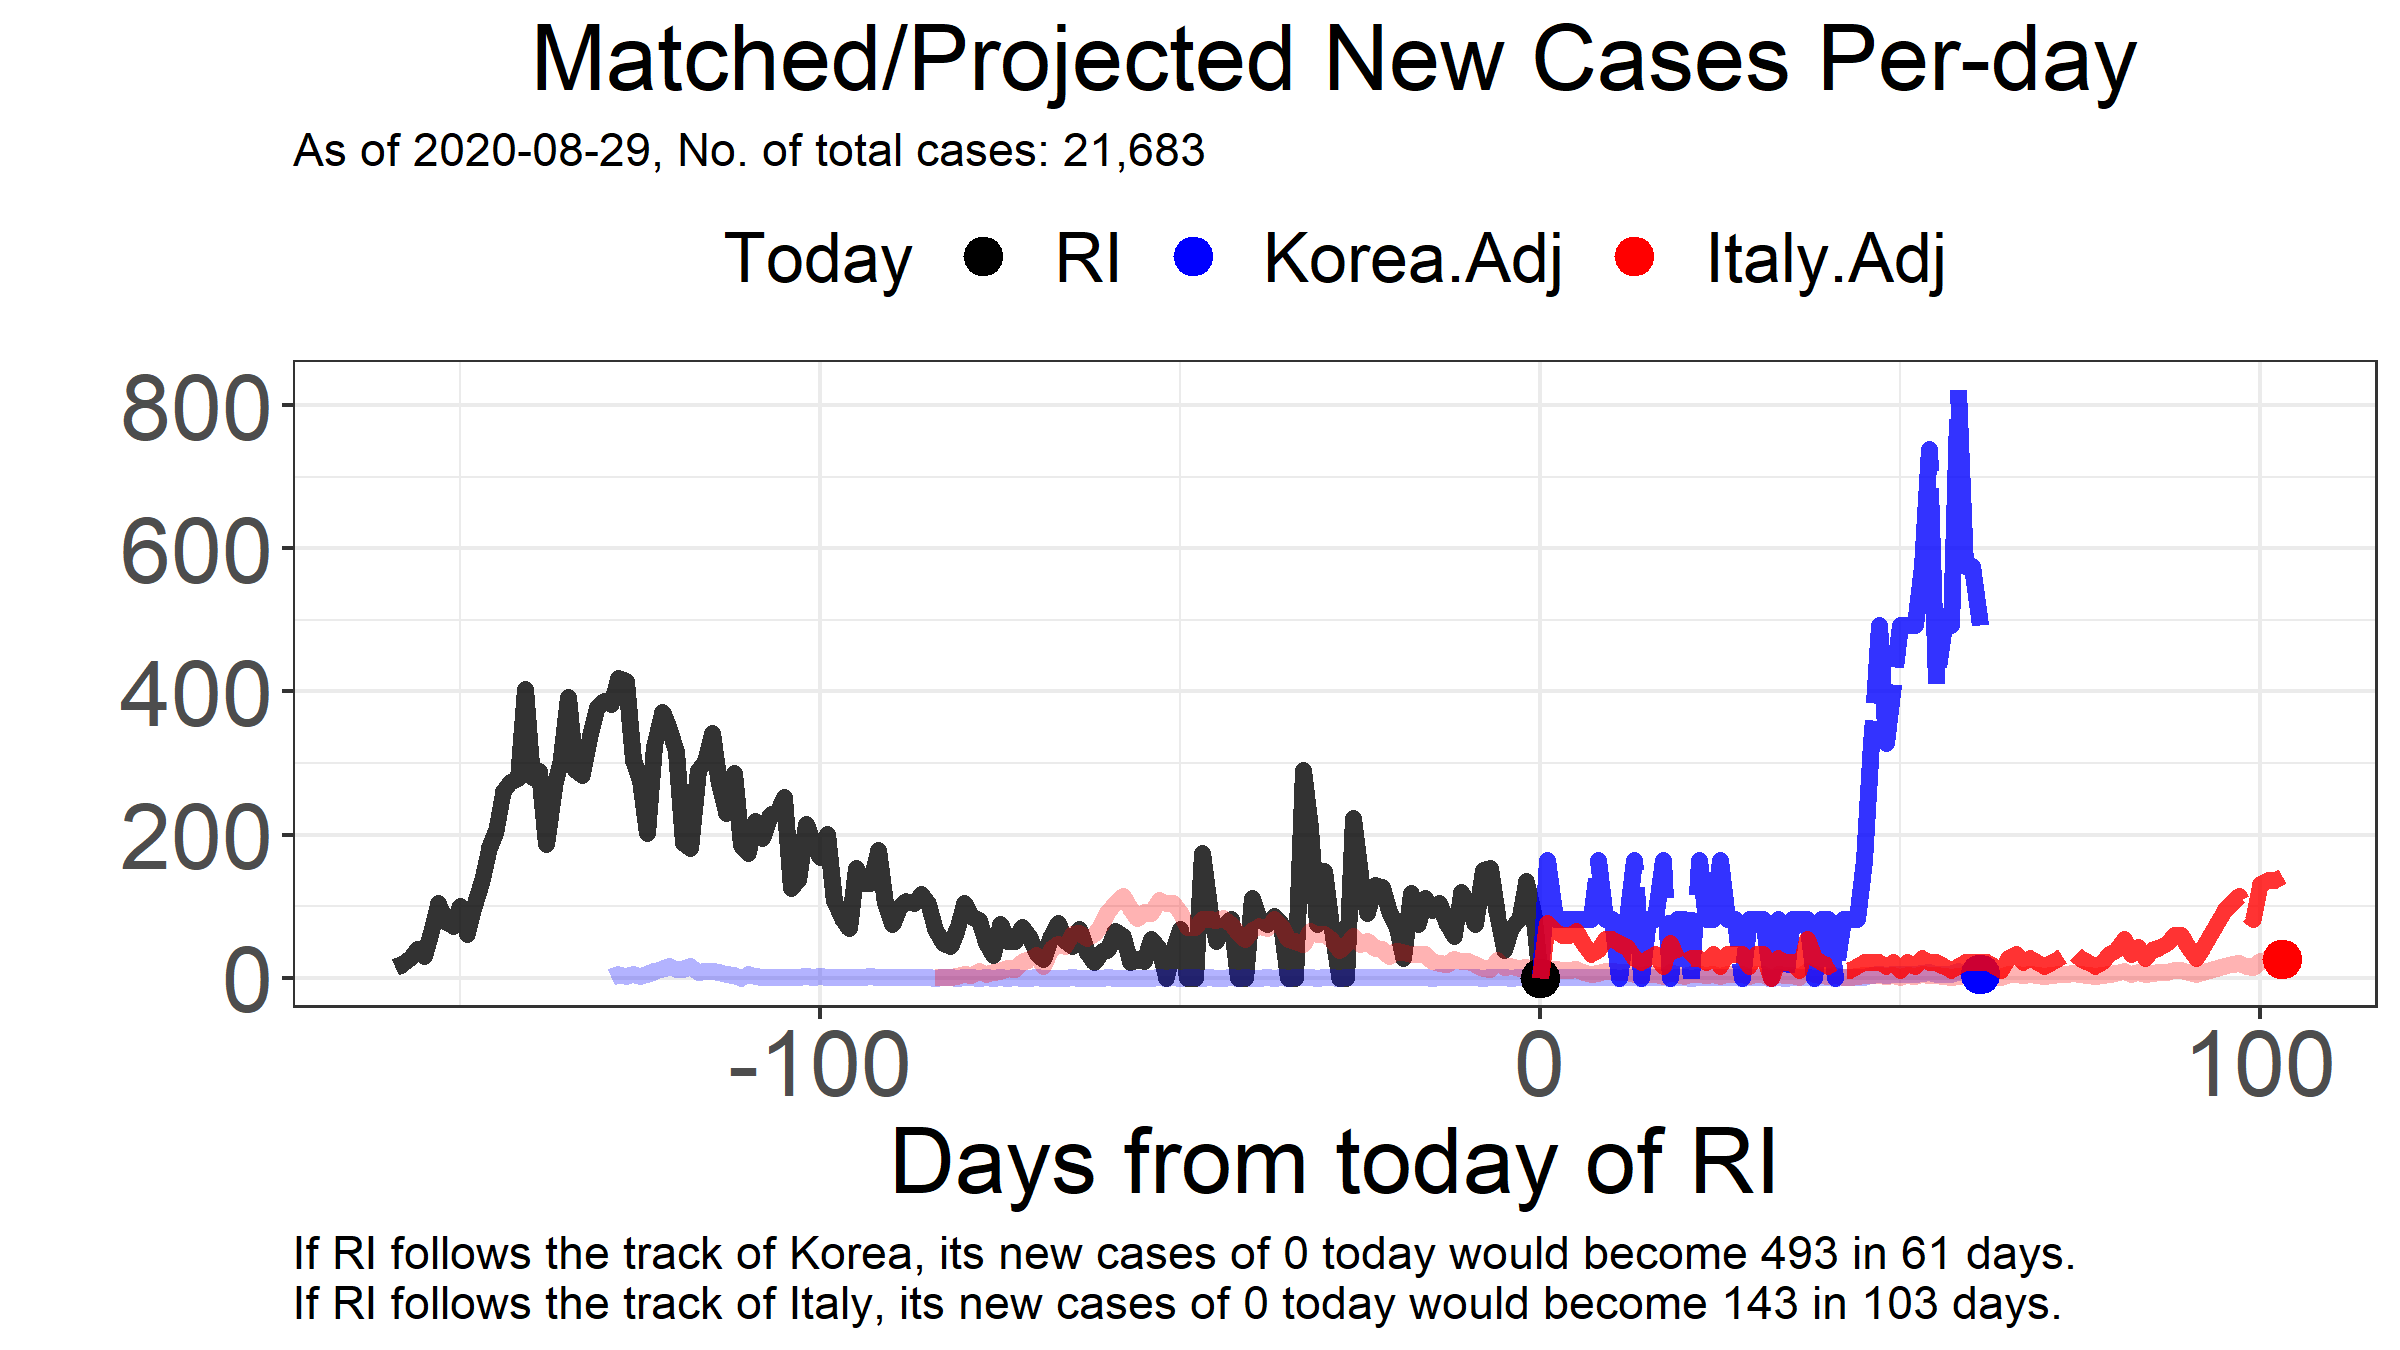 Matched/Projected New Cases Per-day
As of 2020-08-29, No. of total cases: 21,683
Today RI Korea.Adj Italy.Adj
800
600
400
200
0
-100 0 100
Days from today of RI
If RI follows the track of Korea, its new cases of 0 today would become 493 in 61 days.
If RI follows the track of Italy, its new cases of 0 today would become 143 in 103 days.